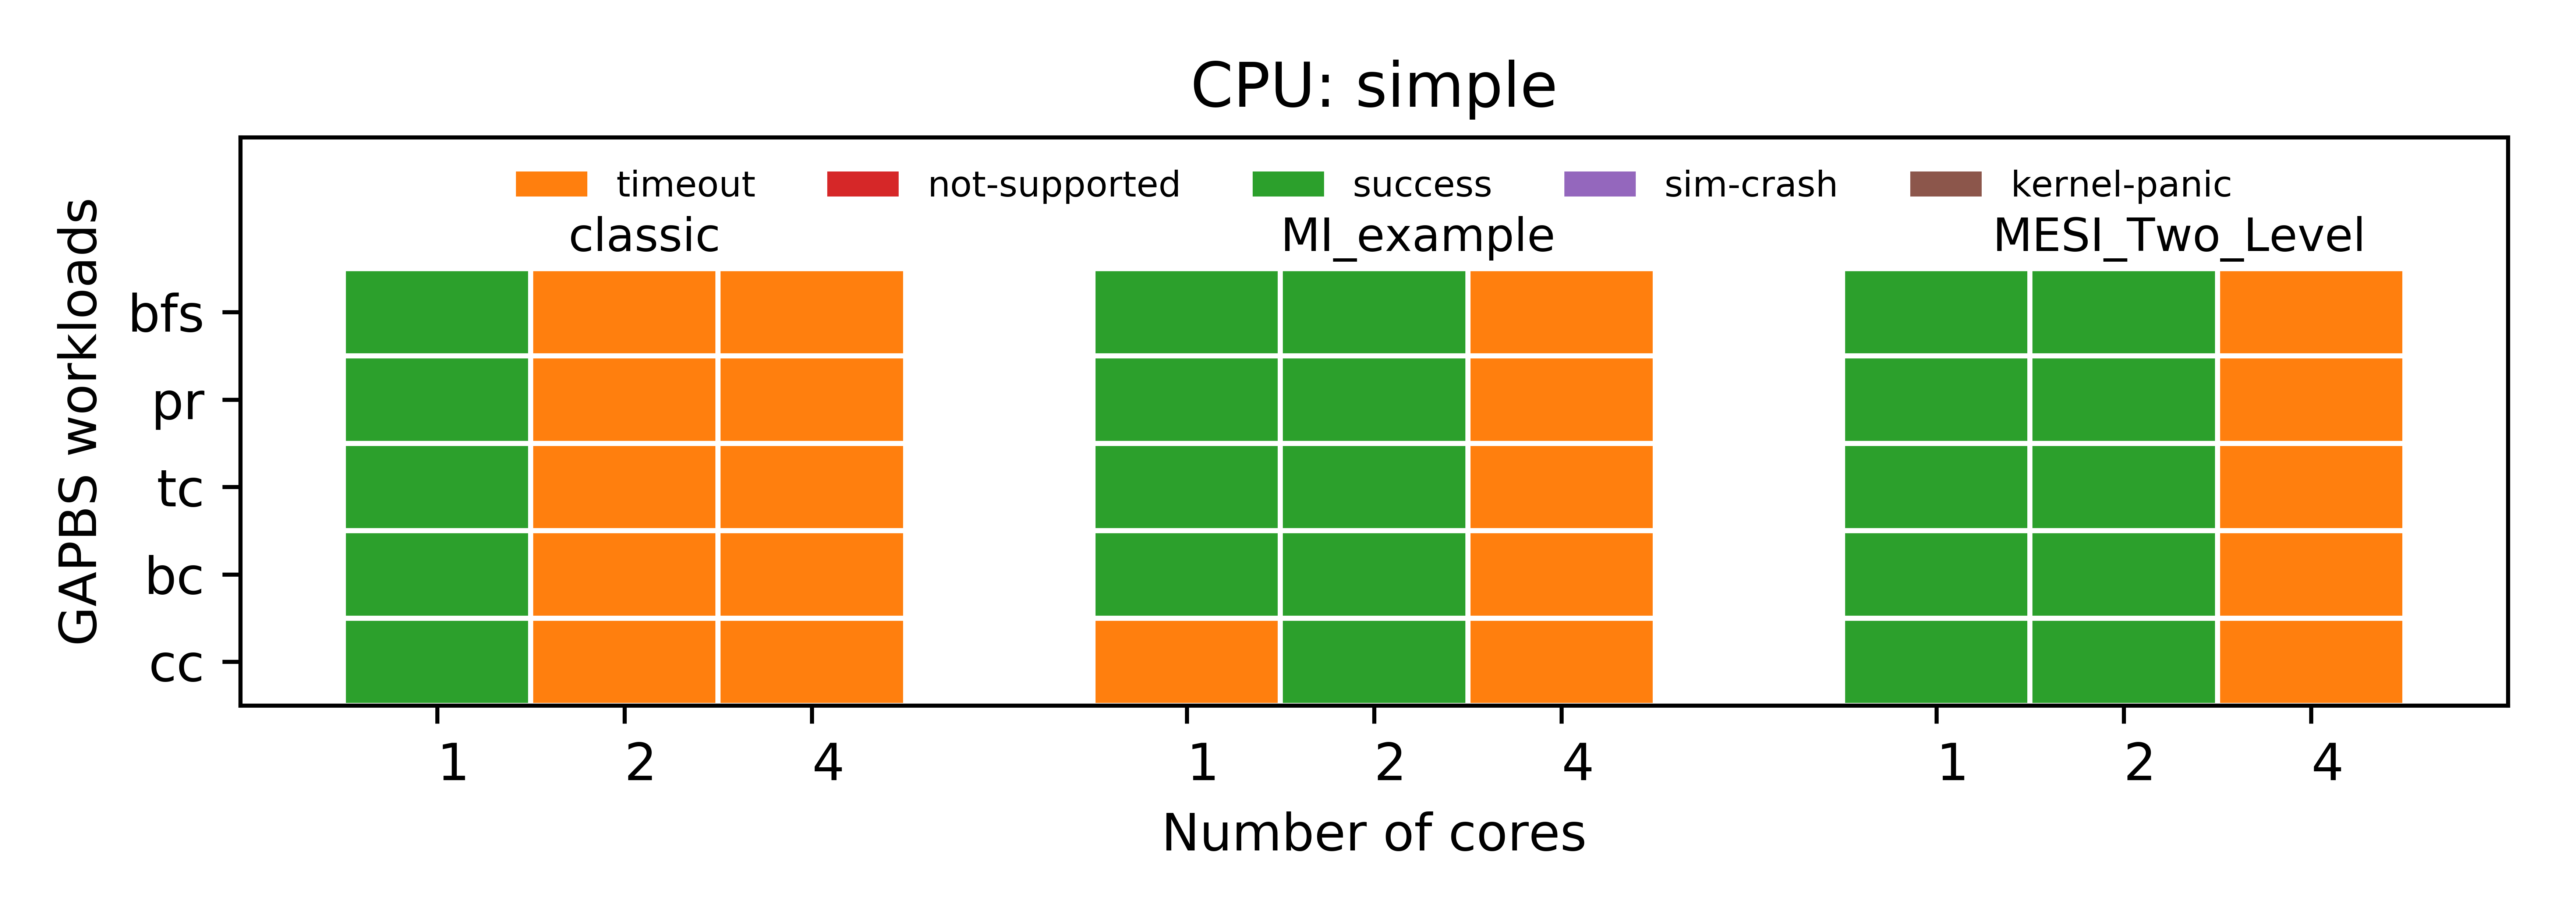 CPU: simple
timeout not-supported success sim-crash kernel-panic
classic MI_example MESI_Two_Level
GAPBS workloads
bfs
pr
tc
bc
cc
1 2 4 1 2 4 1 2 4
Number of cores